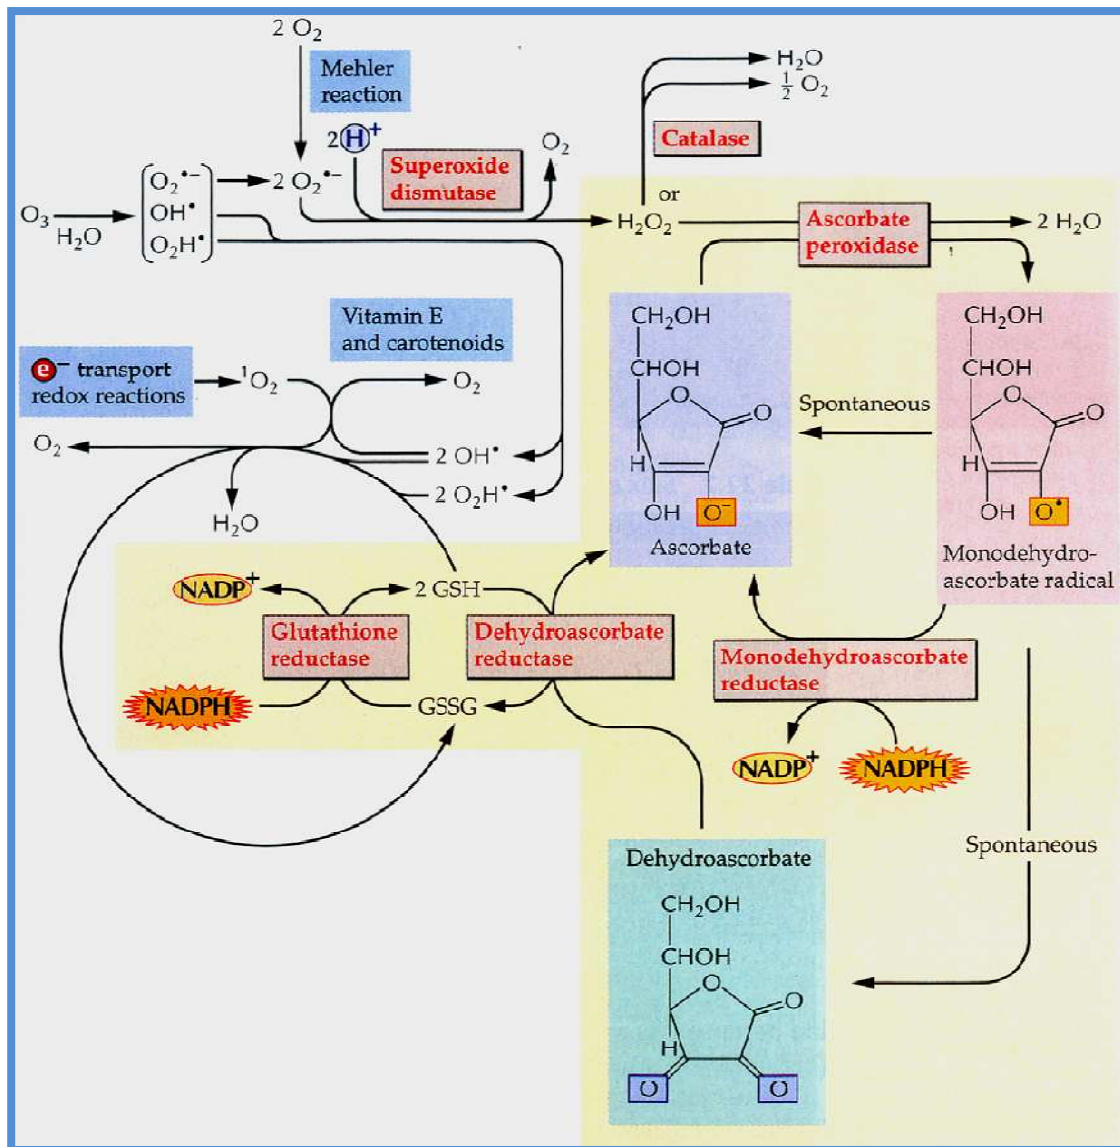 2 O₂
Mehler
reaction
2 H⁺
Superoxide
dismutase
O₂
H₂O
½ O₂
Catalase
O₃
H₂O
O₂•−
OH•
O₂H•
2 O₂•−
H₂O₂
or
Ascorbate
peroxidase
2 H₂O
Vitamin E
and carotenoids
e− transport
redox reactions
¹O₂
O₂
O₂
2 OH•
2 O₂H•
H₂O
CH₂OH
CHOH
O
O
H
OH
O−
Ascorbate
Spontaneous
CH₂OH
CHOH
O
O
H
OH
O•
Monodehydro-
ascorbate radical
NADP⁺
2 GSH
Glutathione
reductase
Dehydroascorbate
reductase
NADPH
GSSG
Monodehydroascorbate
reductase
NADP⁺
NADPH
Spontaneous
Dehydroascorbate
CH₂OH
CHOH
O
O
H
O
O